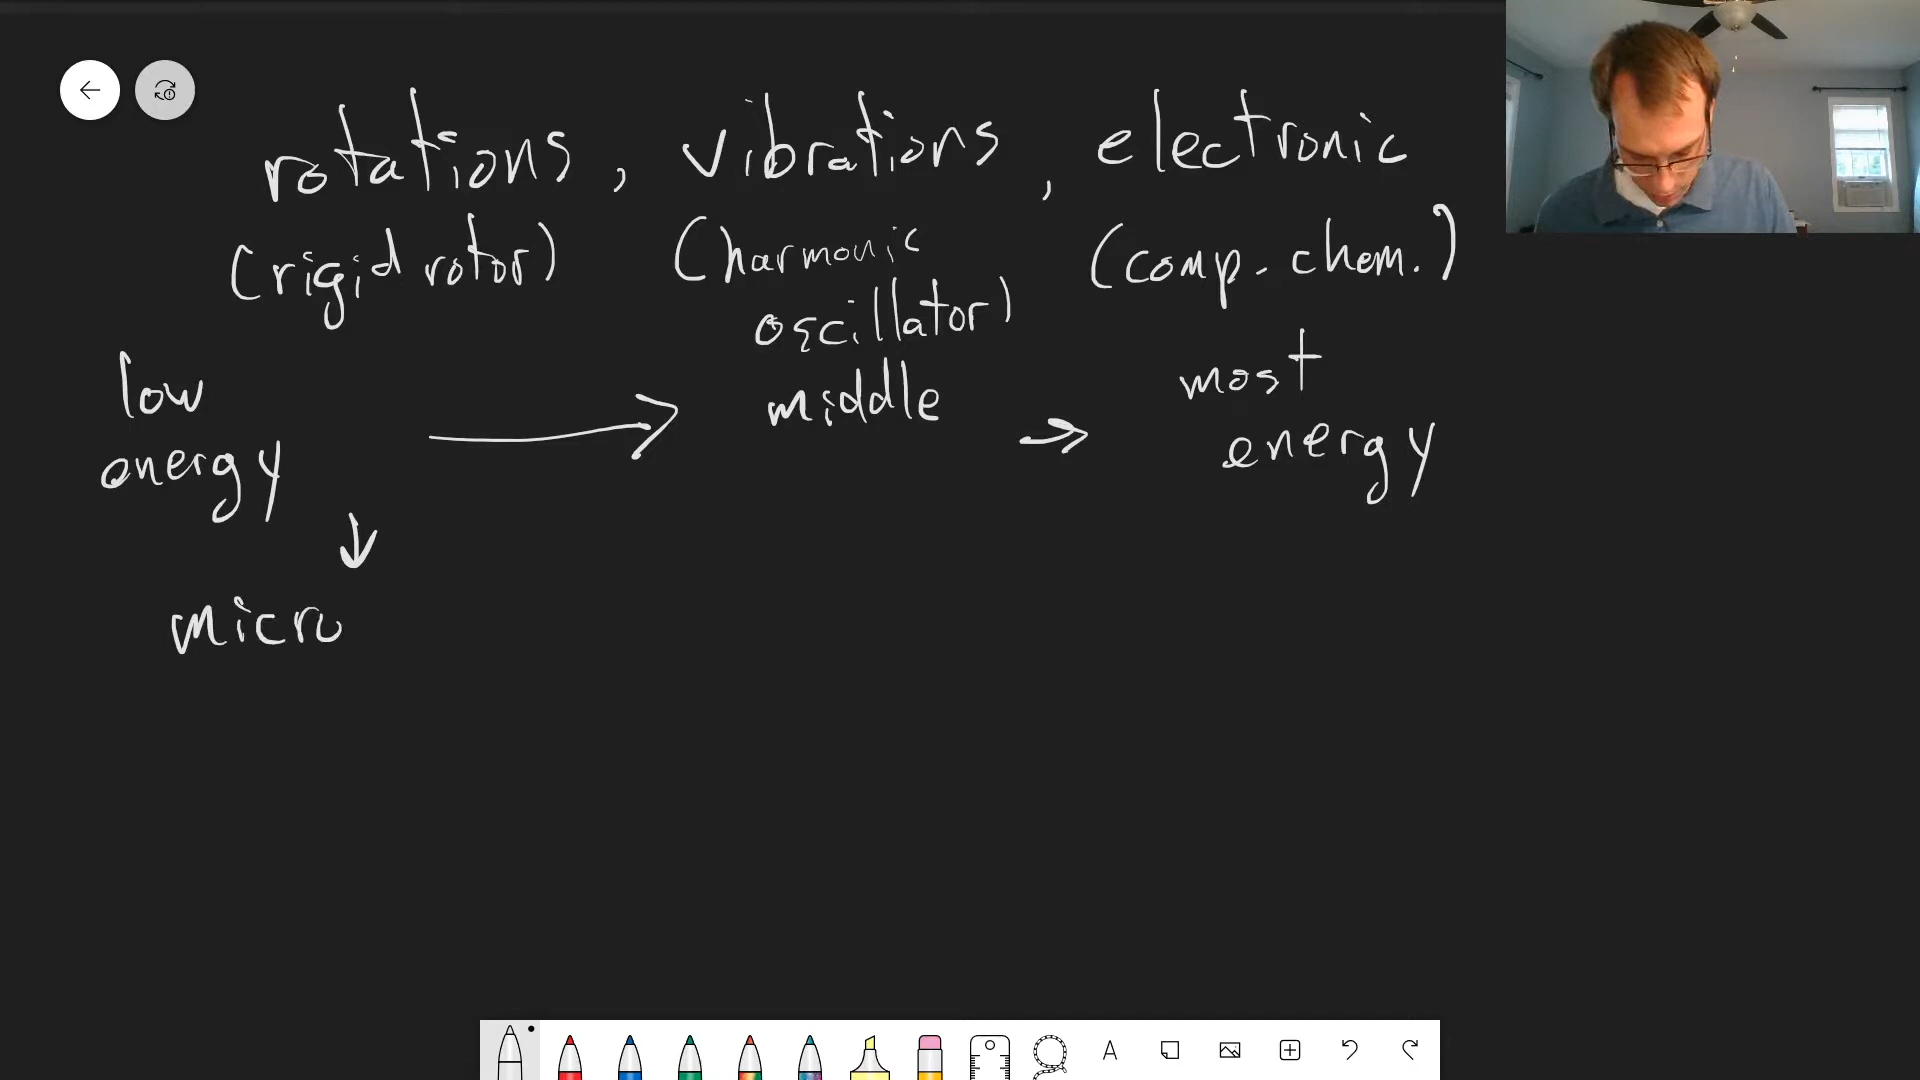 rotations, vibrations, electronic
(rigid rotor) (harmonic oscillator) (comp. chem.)
low energy → middle → most energy
↓
micro
A